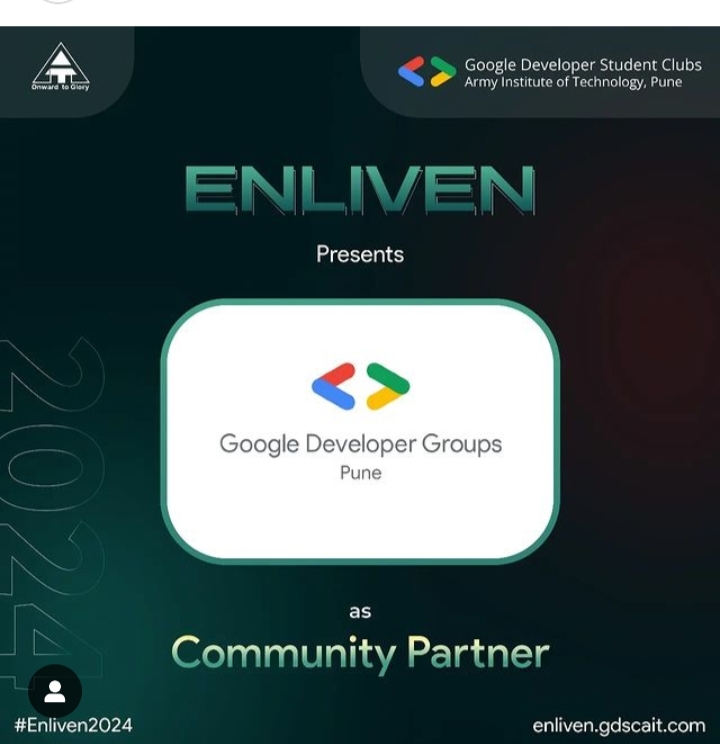 Onward to Glory
Google Developer Student Clubs
Army Institute of Technology, Pune
ENLIVEN
Presents
Google Developer Groups
Pune
as
Community Partner
2024
#Enliven2024
enliven.gdscait.com